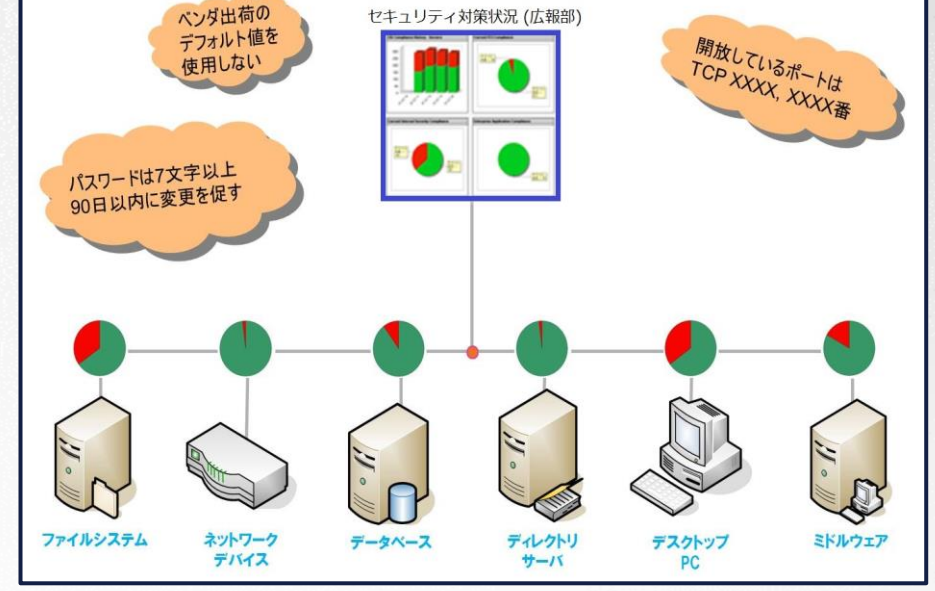 ベンダ出荷の
デフォルト値を
使用しない
セキュリティ対策状況 (広報部)
開放しているポートは
TCP XXXX, XXXX番
パスワードは7文字以上
90日以内に変更を促す
ファイルシステム
ネットワーク
デバイス
データベース
ディレクトリ
サーバ
デスクトップ
PC
ミドルウェア